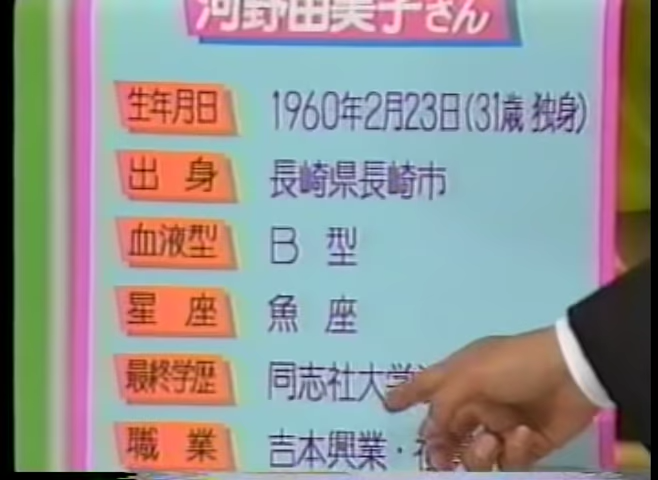 河野由美子さん
生年月日 1960年2月23日(31歳 独身)
出身 長崎県長崎市
血液型 B型
星座 魚座
最終学歴 同志社大学
職業 吉本興業・社